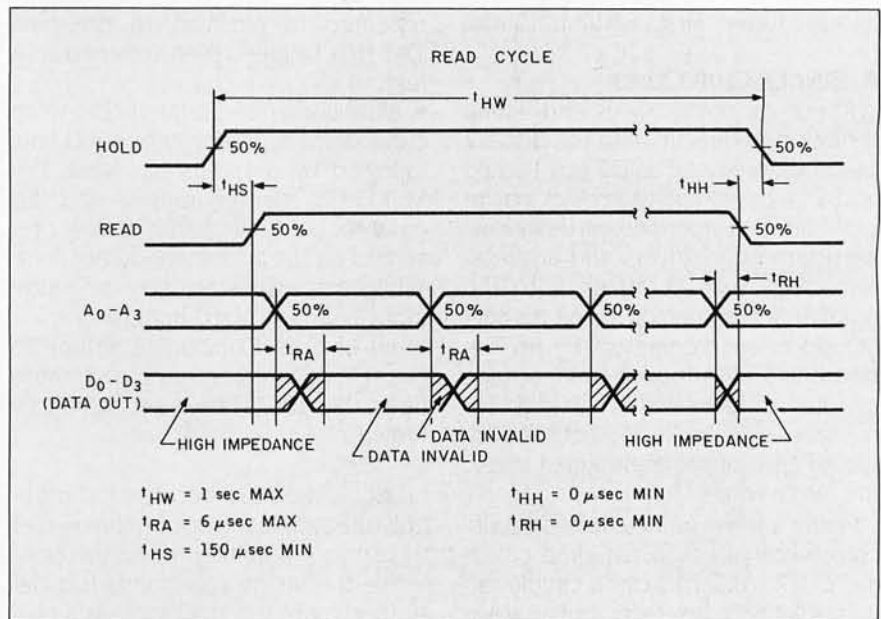 READ CYCLE
tHW
HOLD
50%
50%
tHS
tHH
READ
50%
50%
tRH
A0-A3
50%
50%
50%
50%
tRA
tRA
D0-D3
(DATA OUT)
HIGH IMPEDANCE
DATA INVALID
DATA INVALID
HIGH IMPEDANCE
tHW = 1 sec MAX
tRA = 6 μsec MAX
tHS = 150 μsec MIN
tHH = 0 μsec MIN
tRH = 0 μsec MIN